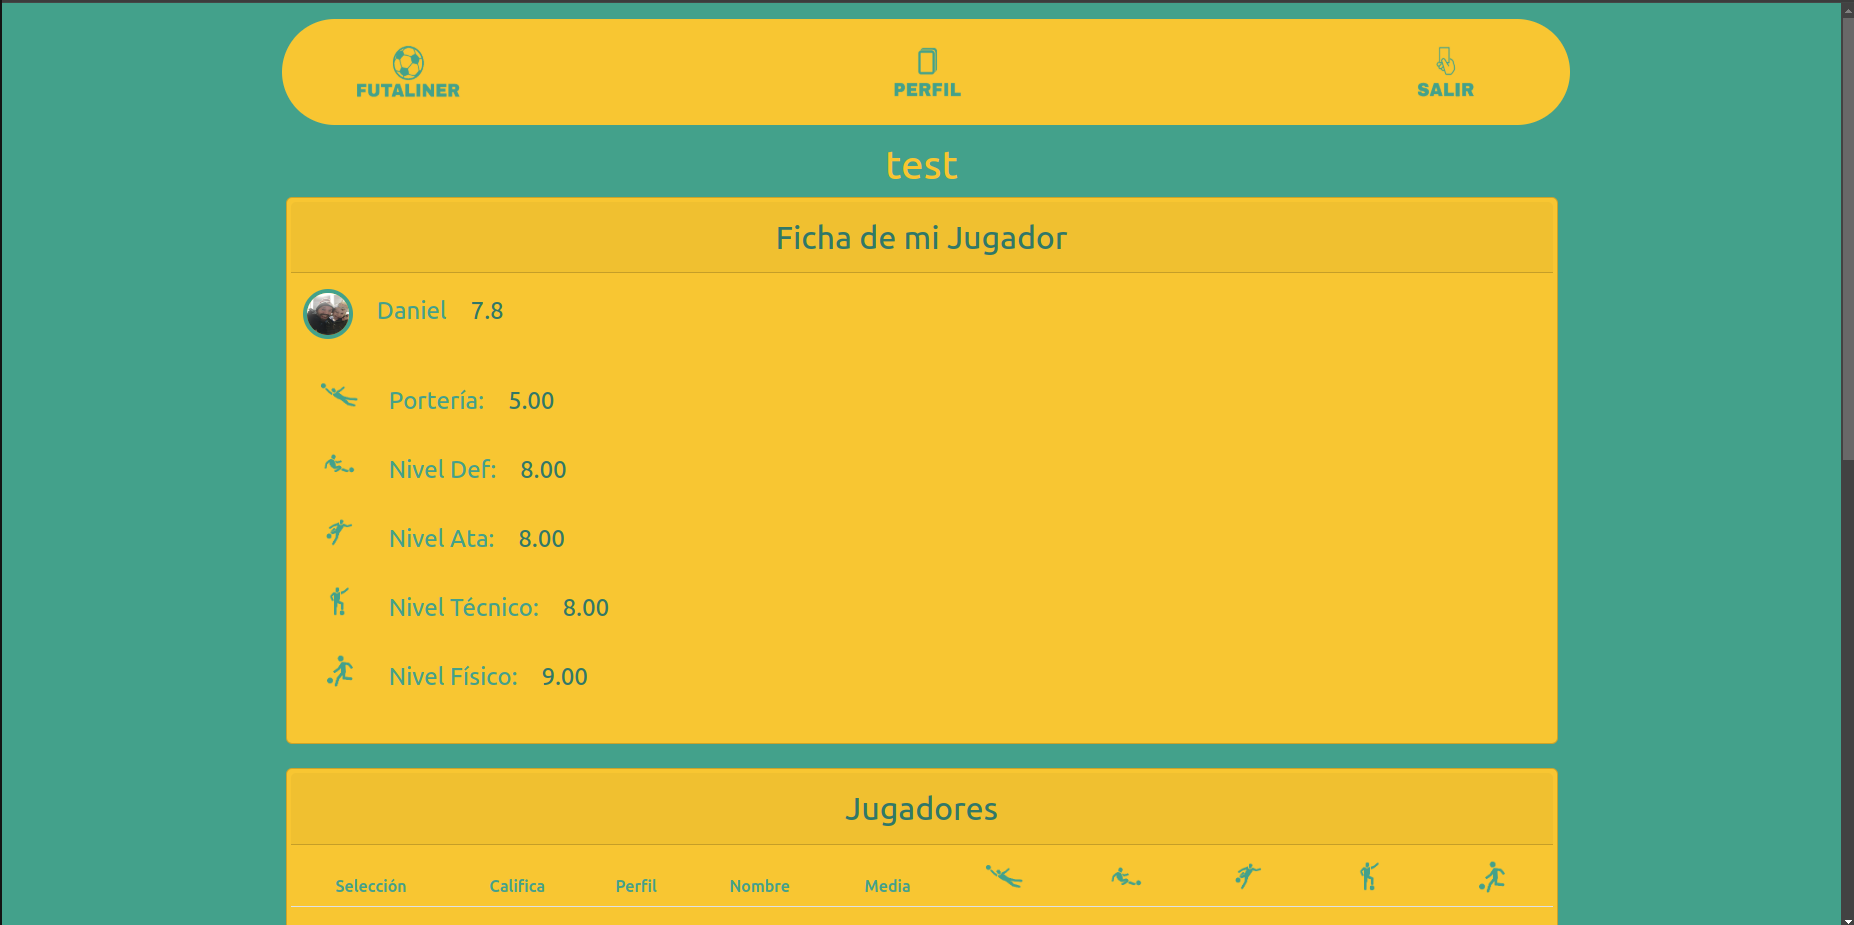 FUTALINER PERFIL SALIR
test
Ficha de mi Jugador
Daniel 7.8
Portería: 5.00
Nivel Def: 8.00
Nivel Ata: 8.00
Nivel Técnico: 8.00
Nivel Físico: 9.00
Jugadores
Selección Califica Perfil Nombre Media